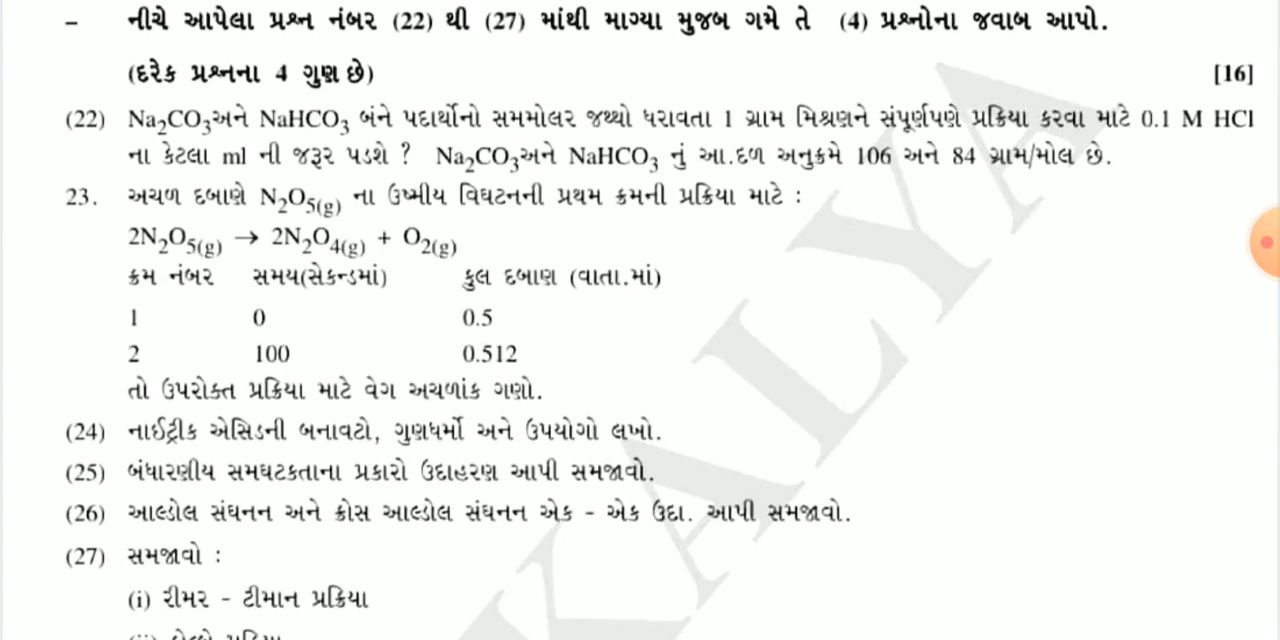 – નીચે આપેલા પ્રશ્ન નંબર (22) થી (27) માંથી માગ્યા મુજબ ગમે તે (4) પ્રશ્નોના જવાબ આપો.
(દરેક પ્રશ્નના 4 ગુણ છે) [16]
(22) Na₂CO₃અને NaHCO₃ બંને પદાર્થોનો સમમોલર જથ્થો ધરાવતા 1 ગ્રામ મિશ્રણને સંપૂર્ણપણે પ્રક્રિયા કરવા માટે 0.1 M HCl
ના કેટલા ml ની જરૂર પડશે ? Na₂CO₃અને NaHCO₃ નું આ.દળ અનુક્રમે 106 અને 84 ગ્રામ/મોલ છે.
23. અચળ દબાણે N₂O₅(g) ના ઉષ્મીય વિઘટનની પ્રથમ ક્રમની પ્રક્રિયા માટે :
2N₂O₅(g) → 2N₂O₄(g) + O₂(g)
ક્રમ નંબર સમય(સેકન્ડમાં) કુલ દબાણ (વાતા.માં)
1 0 0.5
2 100 0.512
તો ઉપરોક્ત પ્રક્રિયા માટે વેગ અચળાંક ગણો.
(24) નાઈટ્રીક એસિડની બનાવટો, ગુણધર્મો અને ઉપયોગો લખો.
(25) બંધારણીય સમઘટકતાના પ્રકારો ઉદાહરણ આપી સમજાવો.
(26) આલ્ડોલ સંઘનન અને ક્રોસ આલ્ડોલ સંઘનન એક - એક ઉદા. આપી સમજાવો.
(27) સમજાવો :
(i) રીમર - ટીમાન પ્રક્રિયા
KALYA